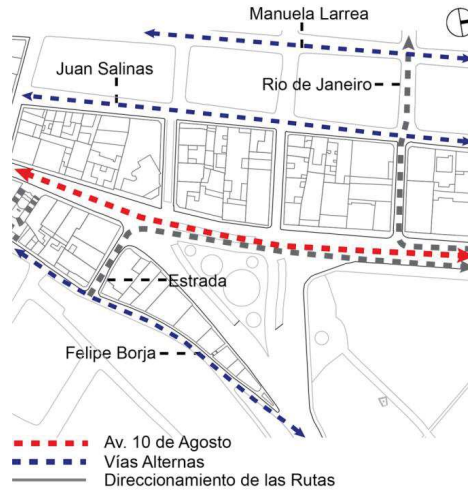 Manuela Larrea
Juan Salinas
Rio de Janeiro
Estrada
Felipe Borja
Av. 10 de Agosto
Vías Alternas
Direccionamiento de las Rutas